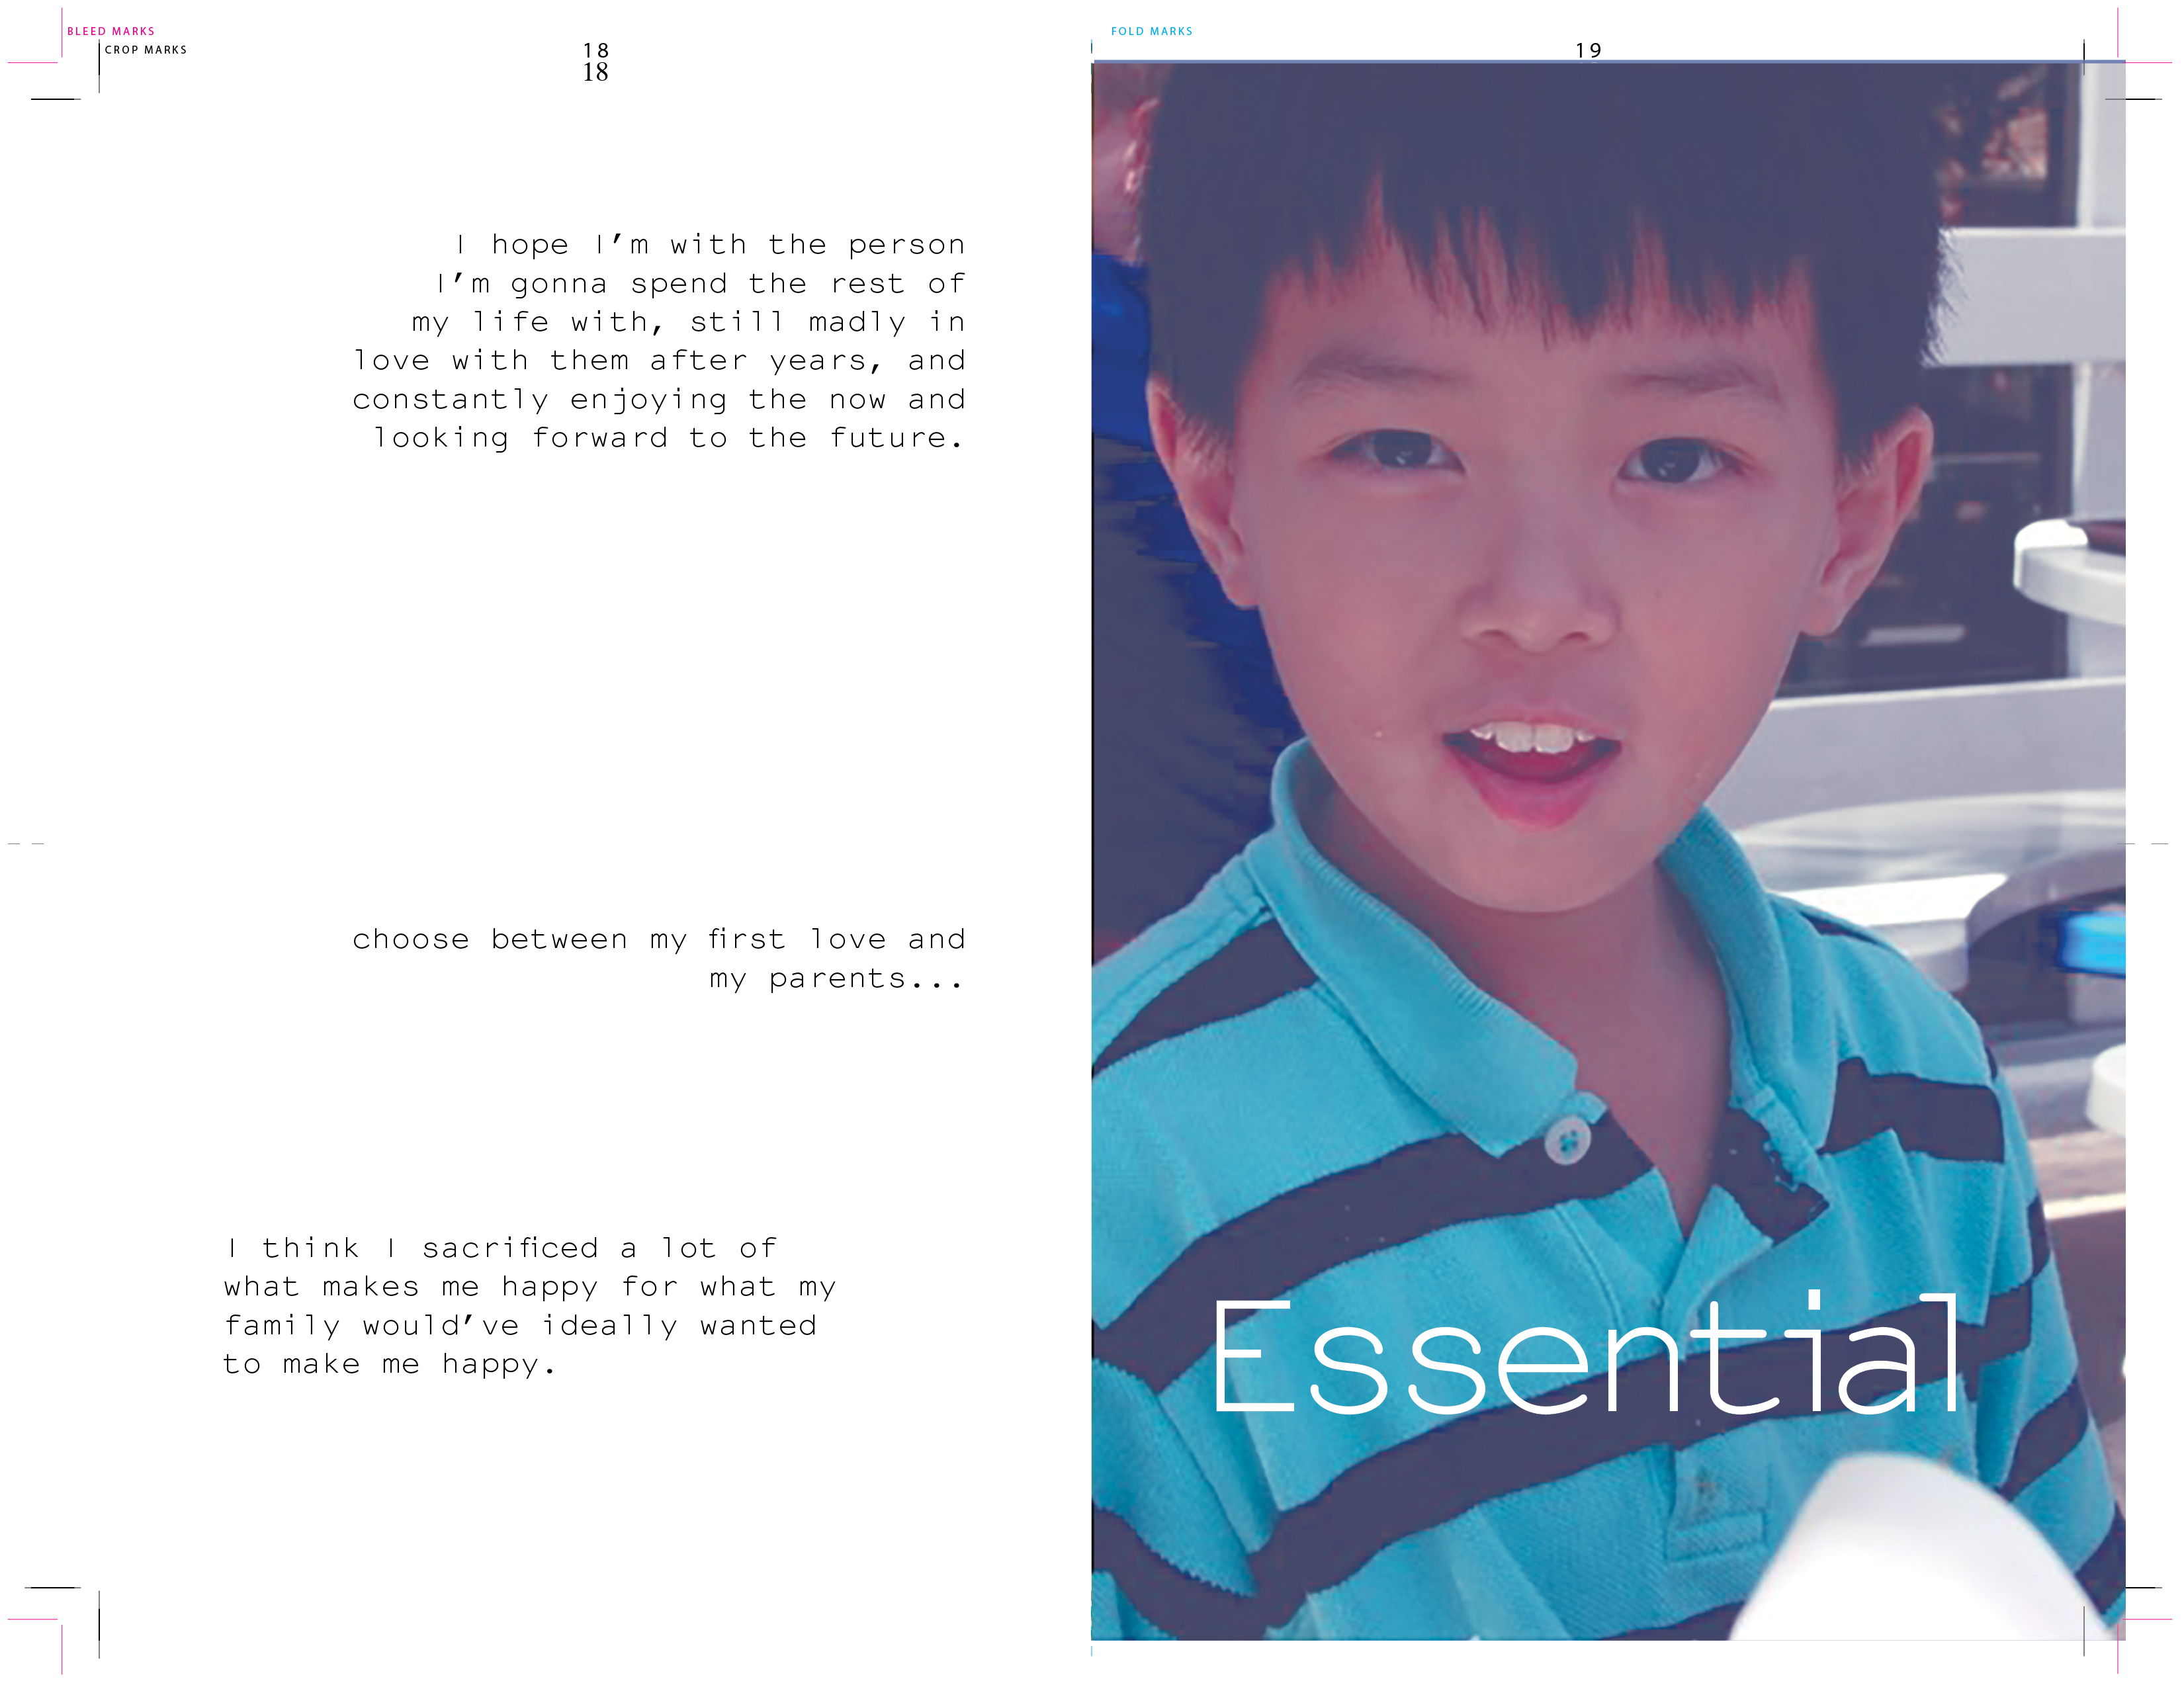 BLEED MARKS
CROP MARKS
18
18
I hope I'm with the person
I'm gonna spend the rest of
my life with, still madly in
love with them after years, and
constantly enjoying the now and
looking forward to the future.
choose between my first love and
my parents...
I think I sacrificed a lot of
what makes me happy for what my
family would've ideally wanted
to make me happy.
FOLD MARKS
19
Essential